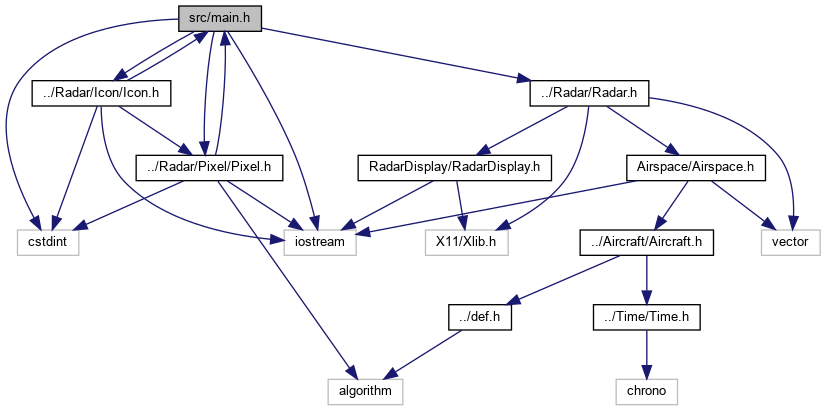 src/main.h
../Radar/Icon/Icon.h
../Radar/Radar.h
../Radar/Pixel/Pixel.h
RadarDisplay/RadarDisplay.h
Airspace/Airspace.h
cstdint
iostream
X11/Xlib.h
../Aircraft/Aircraft.h
vector
../def.h
../Time/Time.h
algorithm
chrono